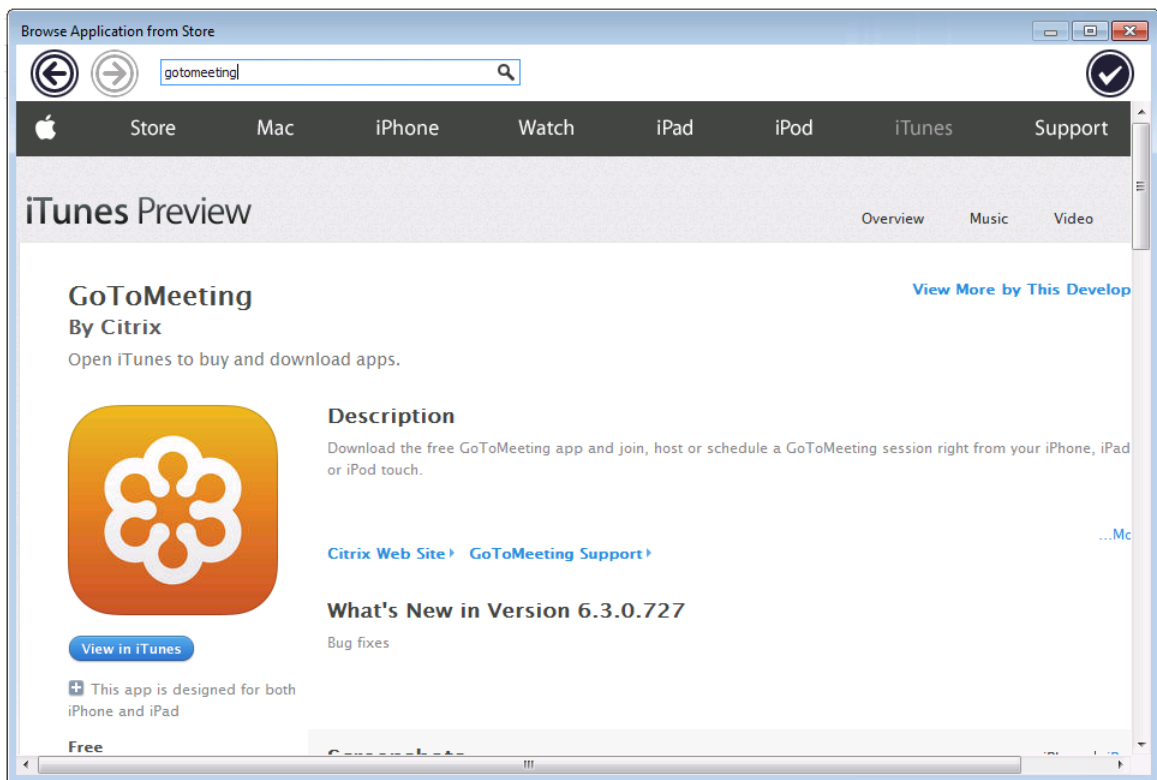 Browse Application from Store
gotomeeting
Store Mac iPhone Watch iPad iPod iTunes Support
iTunes Preview
Overview Music Video
GoToMeeting
View More by This Develop
By Citrix
Open iTunes to buy and download apps.
Description
Download the free GoToMeeting app and join, host or schedule a GoToMeeting session right from your iPhone, iPad
or iPod touch.
...Mc
Citrix Web Site GoToMeeting Support
What's New in Version 6.3.0.727
Bug fixes
View in iTunes
This app is designed for both
iPhone and iPad
Free
Screenshots